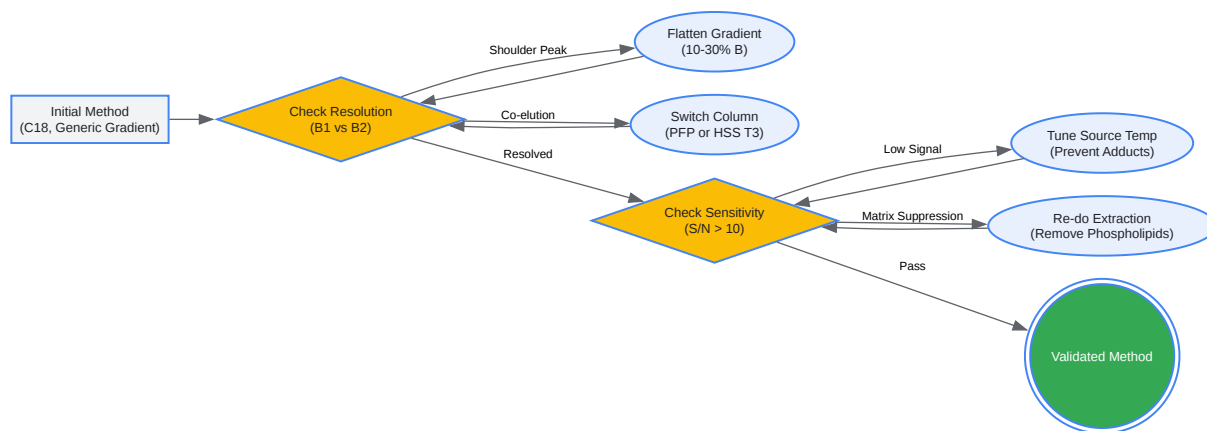 Initial Method
(C18, Generic Gradient)
Check Resolution
(B1 vs B2)
Shoulder Peak
Flatten Gradient
(10-30% B)
Co-elution
Switch Column
(PFP or HSS T3)
Resolved
Check Sensitivity
(S/N > 10)
Low Signal
Tune Source Temp
(Prevent Adducts)
Matrix Suppression
Re-do Extraction
(Remove Phospholipids)
Pass
Validated Method